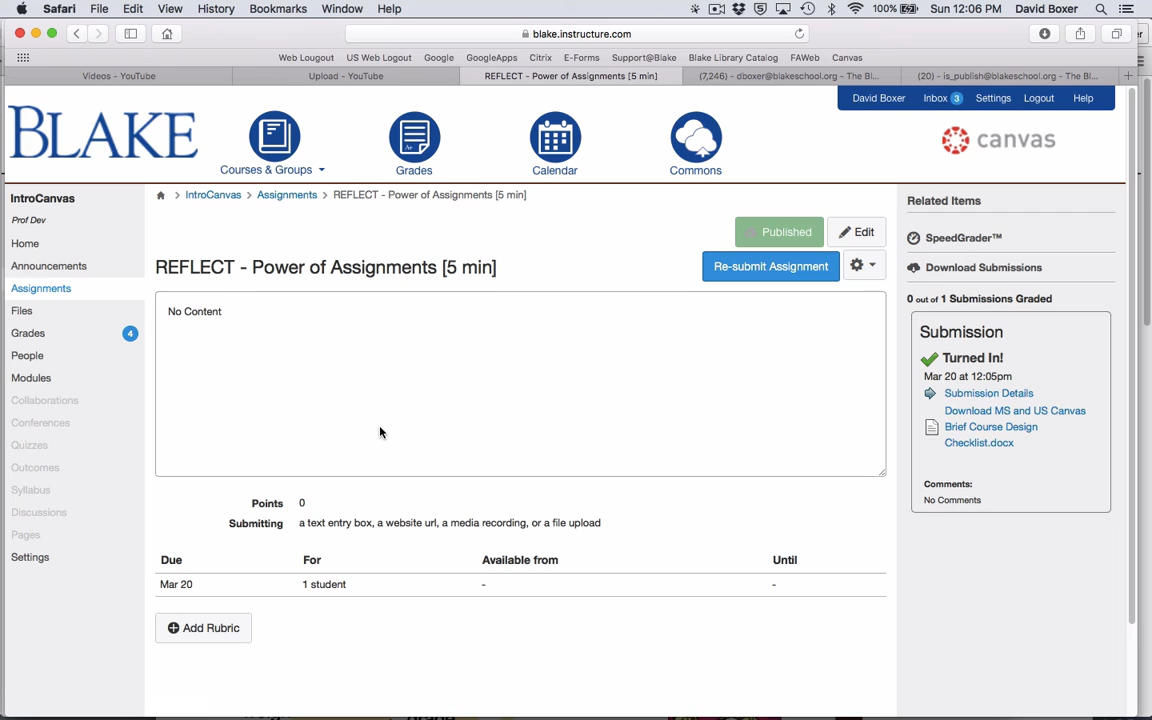 Safari File Edit View History Bookmarks Window Help 100% Sun 12:06 PM David Boxer
blake.instructure.com
Web Lougout US Web Logout Google GoogleApps Citrix E-Forms Support@Blake Blake Library Catalog FAWeb Canvas
Videos - YouTube Upload - YouTube REFLECT - Power of Assignments [5 min] (7,246) - dboxer@blakeschool.org - The Bl... (20) - is_publish@blakeschool.org - The Bl...
David Boxer Inbox 3 Settings Logout Help
BLAKE
Courses & Groups Grades Calendar Commons
canvas
IntroCanvas
Prof Dev
Home
Announcements
Assignments
Files
Grades 4
People
Modules
Collaborations
Conferences
Quizzes
Outcomes
Syllabus
Discussions
Pages
Settings
IntroCanvas > Assignments > REFLECT - Power of Assignments [5 min]
Published Edit
REFLECT - Power of Assignments [5 min]
Re-submit Assignment
No Content
Points 0
Submitting a text entry box, a website url, a media recording, or a file upload
Due For Available from Until
Mar 20 1 student - -
Add Rubric
Related Items
SpeedGrader™
Download Submissions
0 out of 1 Submissions Graded
Submission
Turned In!
Mar 20 at 12:05pm
Submission Details
Download MS and US Canvas
Brief Course Design
Checklist.docx
Comments:
No Comments